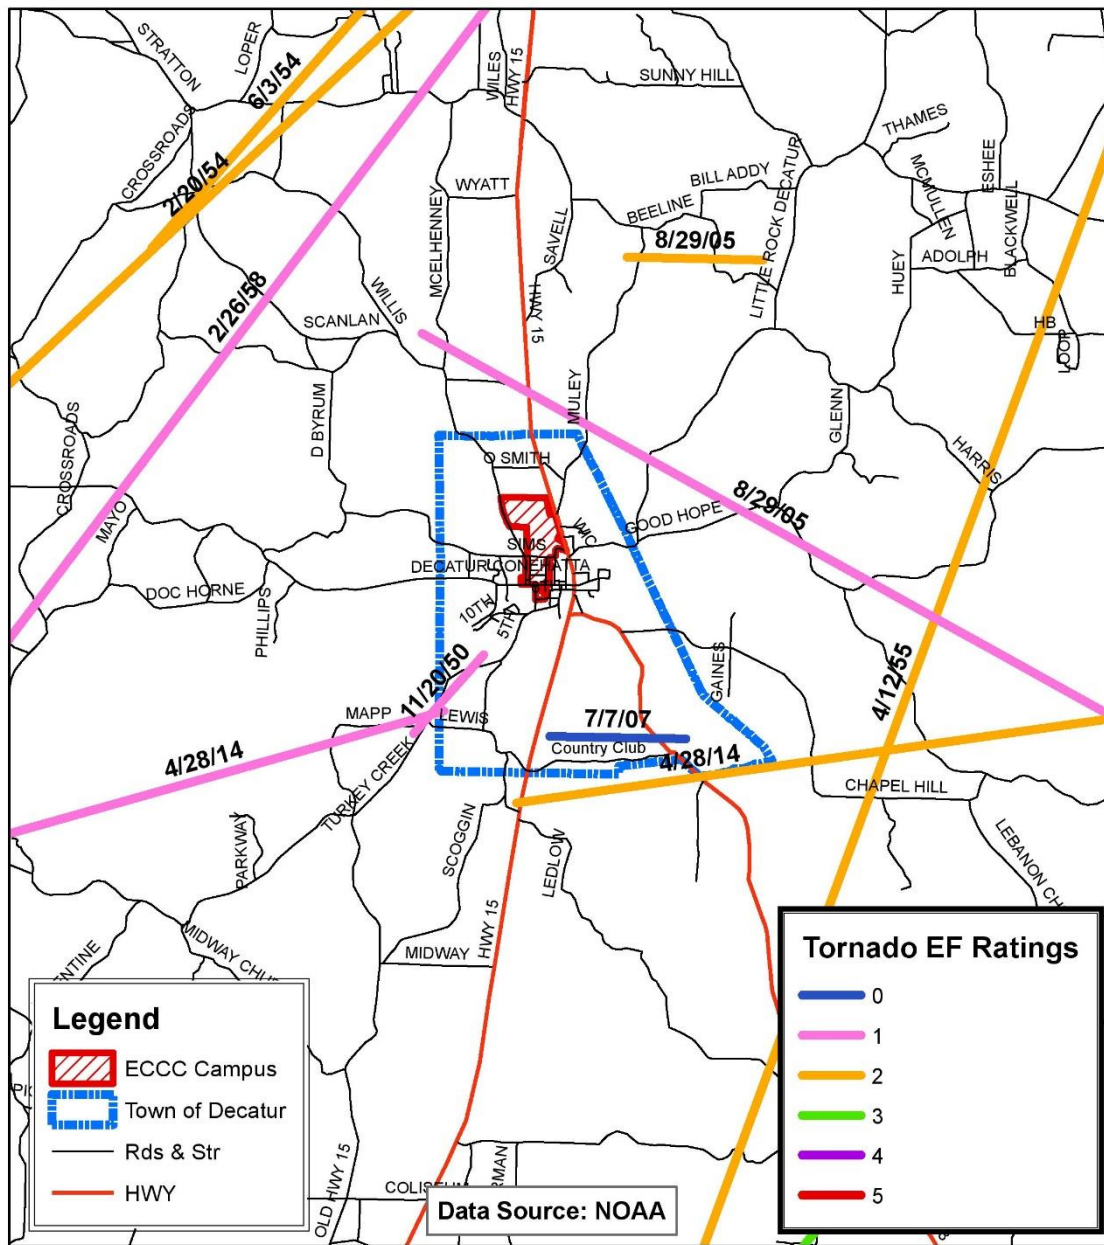 STRATTON
LOPER
6/3/54
WILES
HWY 15
SUNNY HILL
THAMES
CROSSROADS
2/20/54
MCELHENNEY
WYATT
BILL ADDY
BEELINE
8/29/05
SAVELL
LITTLE ROCK DECATUR
MCMULLEN
ESHEE
BLACKWELL
HUEY
ADOLPH
2/26/58
WILLIS
SCANLAN
HWY 15
HB
LOOP
D BYRUM
MULEY
GLENN
HARRIS
CROSSROADS
MAYO
O SMITH
8/29/05
GOOD HOPE
WIC
SIMS
DECATUR CONEHATTA
DOC HORNE
PHILLIPS
10TH
5TH
GAINES
4/12/55
11/20/50
MAPP
LEWIS
7/7/07
Country Club
4/28/14
4/28/14
TURKEY CREEK
CHAPEL HILL
PARKWAY
SCOGGIN
LEDLOW
LEBANON CH
MIDWAY CHU
ENTINE
MIDWAY
HWY 15
OLD HWY 15
RMAN
Legend
ECCC Campus
Town of Decatur
Rds & Str
HWY
Data Source: NOAA
Tornado EF Ratings
0
1
2
3
4
5